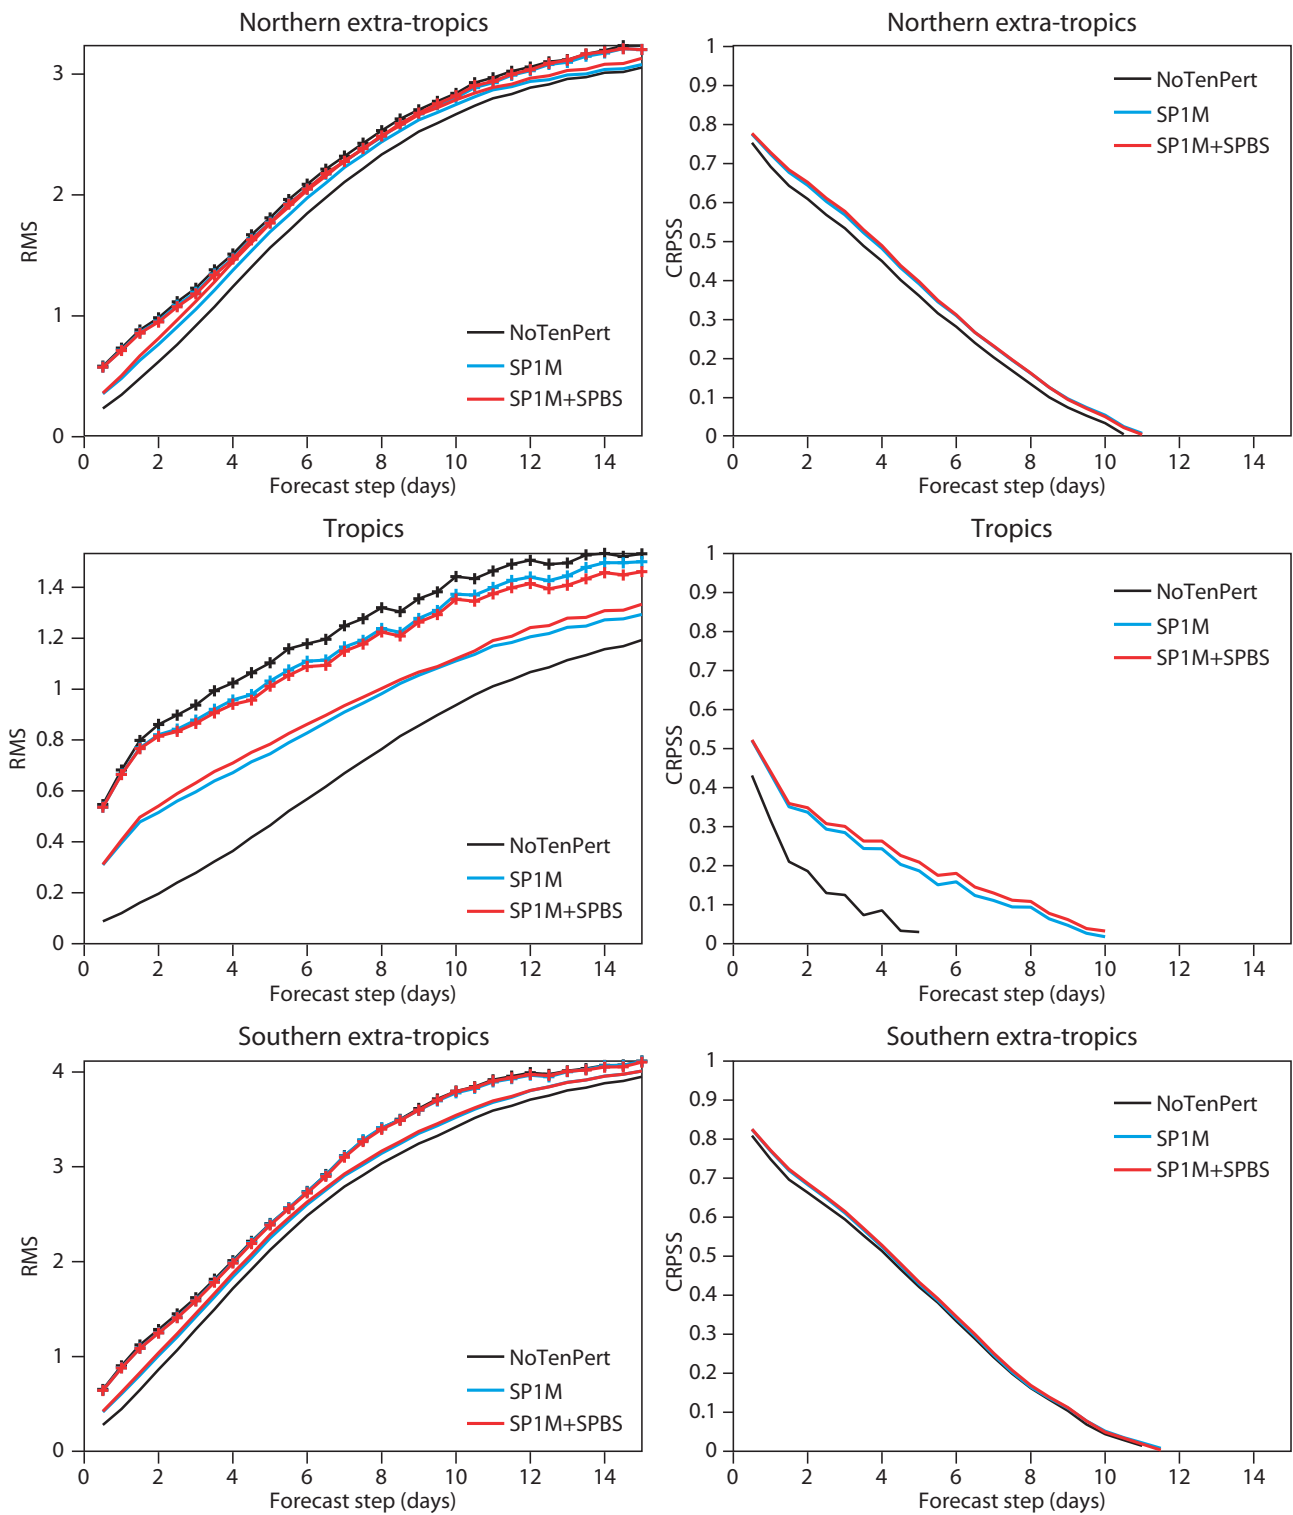 Northern extra-tropics
3
2
1
0
RMS
NoTenPert
SP1M
SP1M+SPBS
0 2 4 6 8 10 12 14
Forecast step (days)
Northern extra-tropics
1
0.9
0.8
0.7
0.6
0.5
0.4
0.3
0.2
0.1
0
CRPSS
NoTenPert
SP1M
SP1M+SPBS
0 2 4 6 8 10 12 14
Forecast step (days)
Tropics
1.4
1.2
1
0.8
0.6
0.4
0.2
0
RMS
NoTenPert
SP1M
SP1M+SPBS
0 2 4 6 8 10 12 14
Forecast step (days)
Tropics
1
0.9
0.8
0.7
0.6
0.5
0.4
0.3
0.2
0.1
0
CRPSS
NoTenPert
SP1M
SP1M+SPBS
0 2 4 6 8 10 12 14
Forecast step (days)
Southern extra-tropics
4
3
2
1
0
RMS
NoTenPert
SP1M
SP1M+SPBS
0 2 4 6 8 10 12 14
Forecast step (days)
Southern extra-tropics
1
0.9
0.8
0.7
0.6
0.5
0.4
0.3
0.2
0.1
0
CRPSS
NoTenPert
SP1M
SP1M+SPBS
0 2 4 6 8 10 12 14
Forecast step (days)